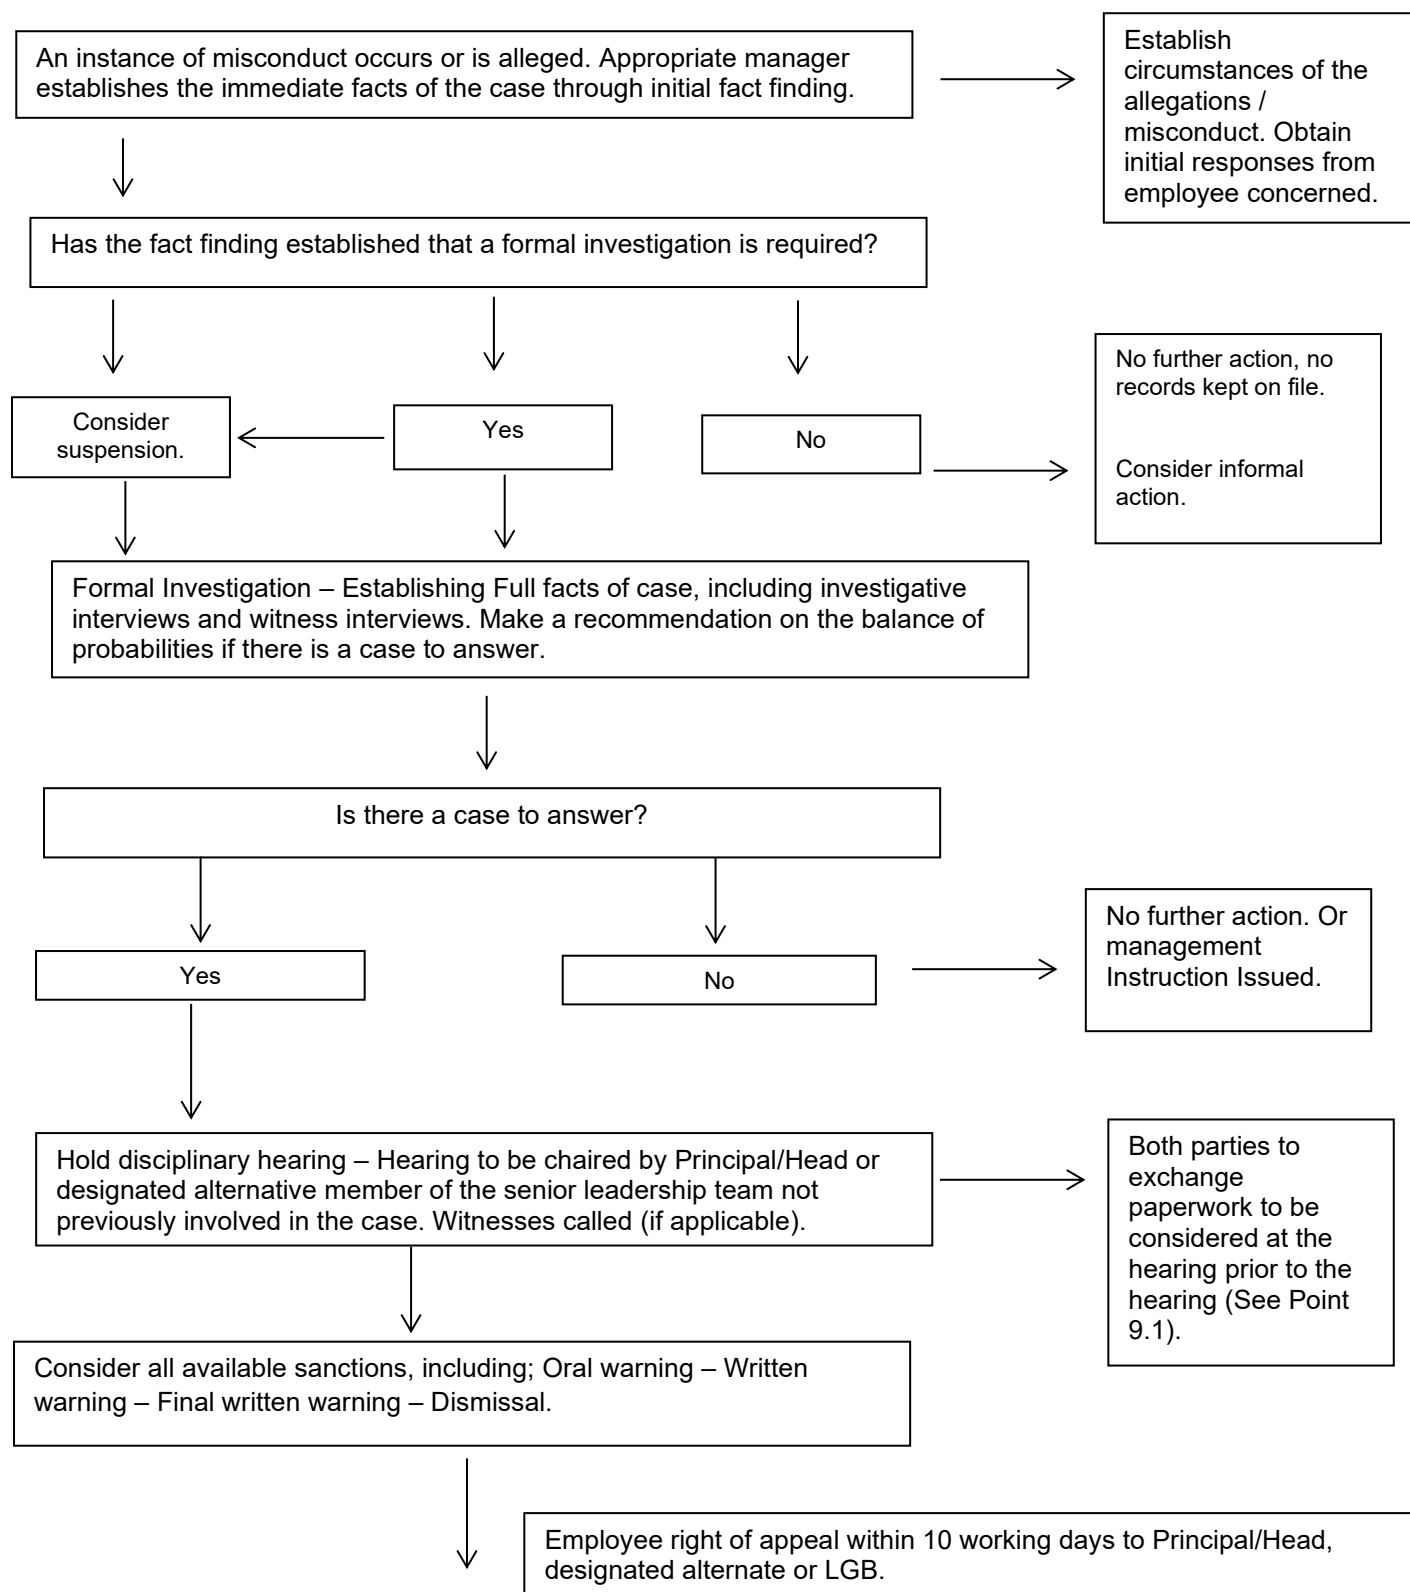 An instance of misconduct occurs or is alleged. Appropriate manager
establishes the immediate facts of the case through initial fact finding.
Establish
circumstances of the
allegations /
misconduct. Obtain
initial responses from
employee concerned.
Has the fact finding established that a formal investigation is required?
Consider
suspension.
Yes
No
No further action, no
records kept on file.
Consider informal
action.
Formal Investigation – Establishing Full facts of case, including investigative
interviews and witness interviews. Make a recommendation on the balance of
probabilities if there is a case to answer.
Is there a case to answer?
Yes
No
No further action. Or
management
Instruction Issued.
Hold disciplinary hearing – Hearing to be chaired by Principal/Head or
designated alternative member of the senior leadership team not
previously involved in the case. Witnesses called (if applicable).
Both parties to
exchange
paperwork to be
considered at the
hearing prior to the
hearing (See Point
9.1).
Consider all available sanctions, including; Oral warning – Written
warning – Final written warning – Dismissal.
Employee right of appeal within 10 working days to Principal/Head,
designated alternate or LGB.